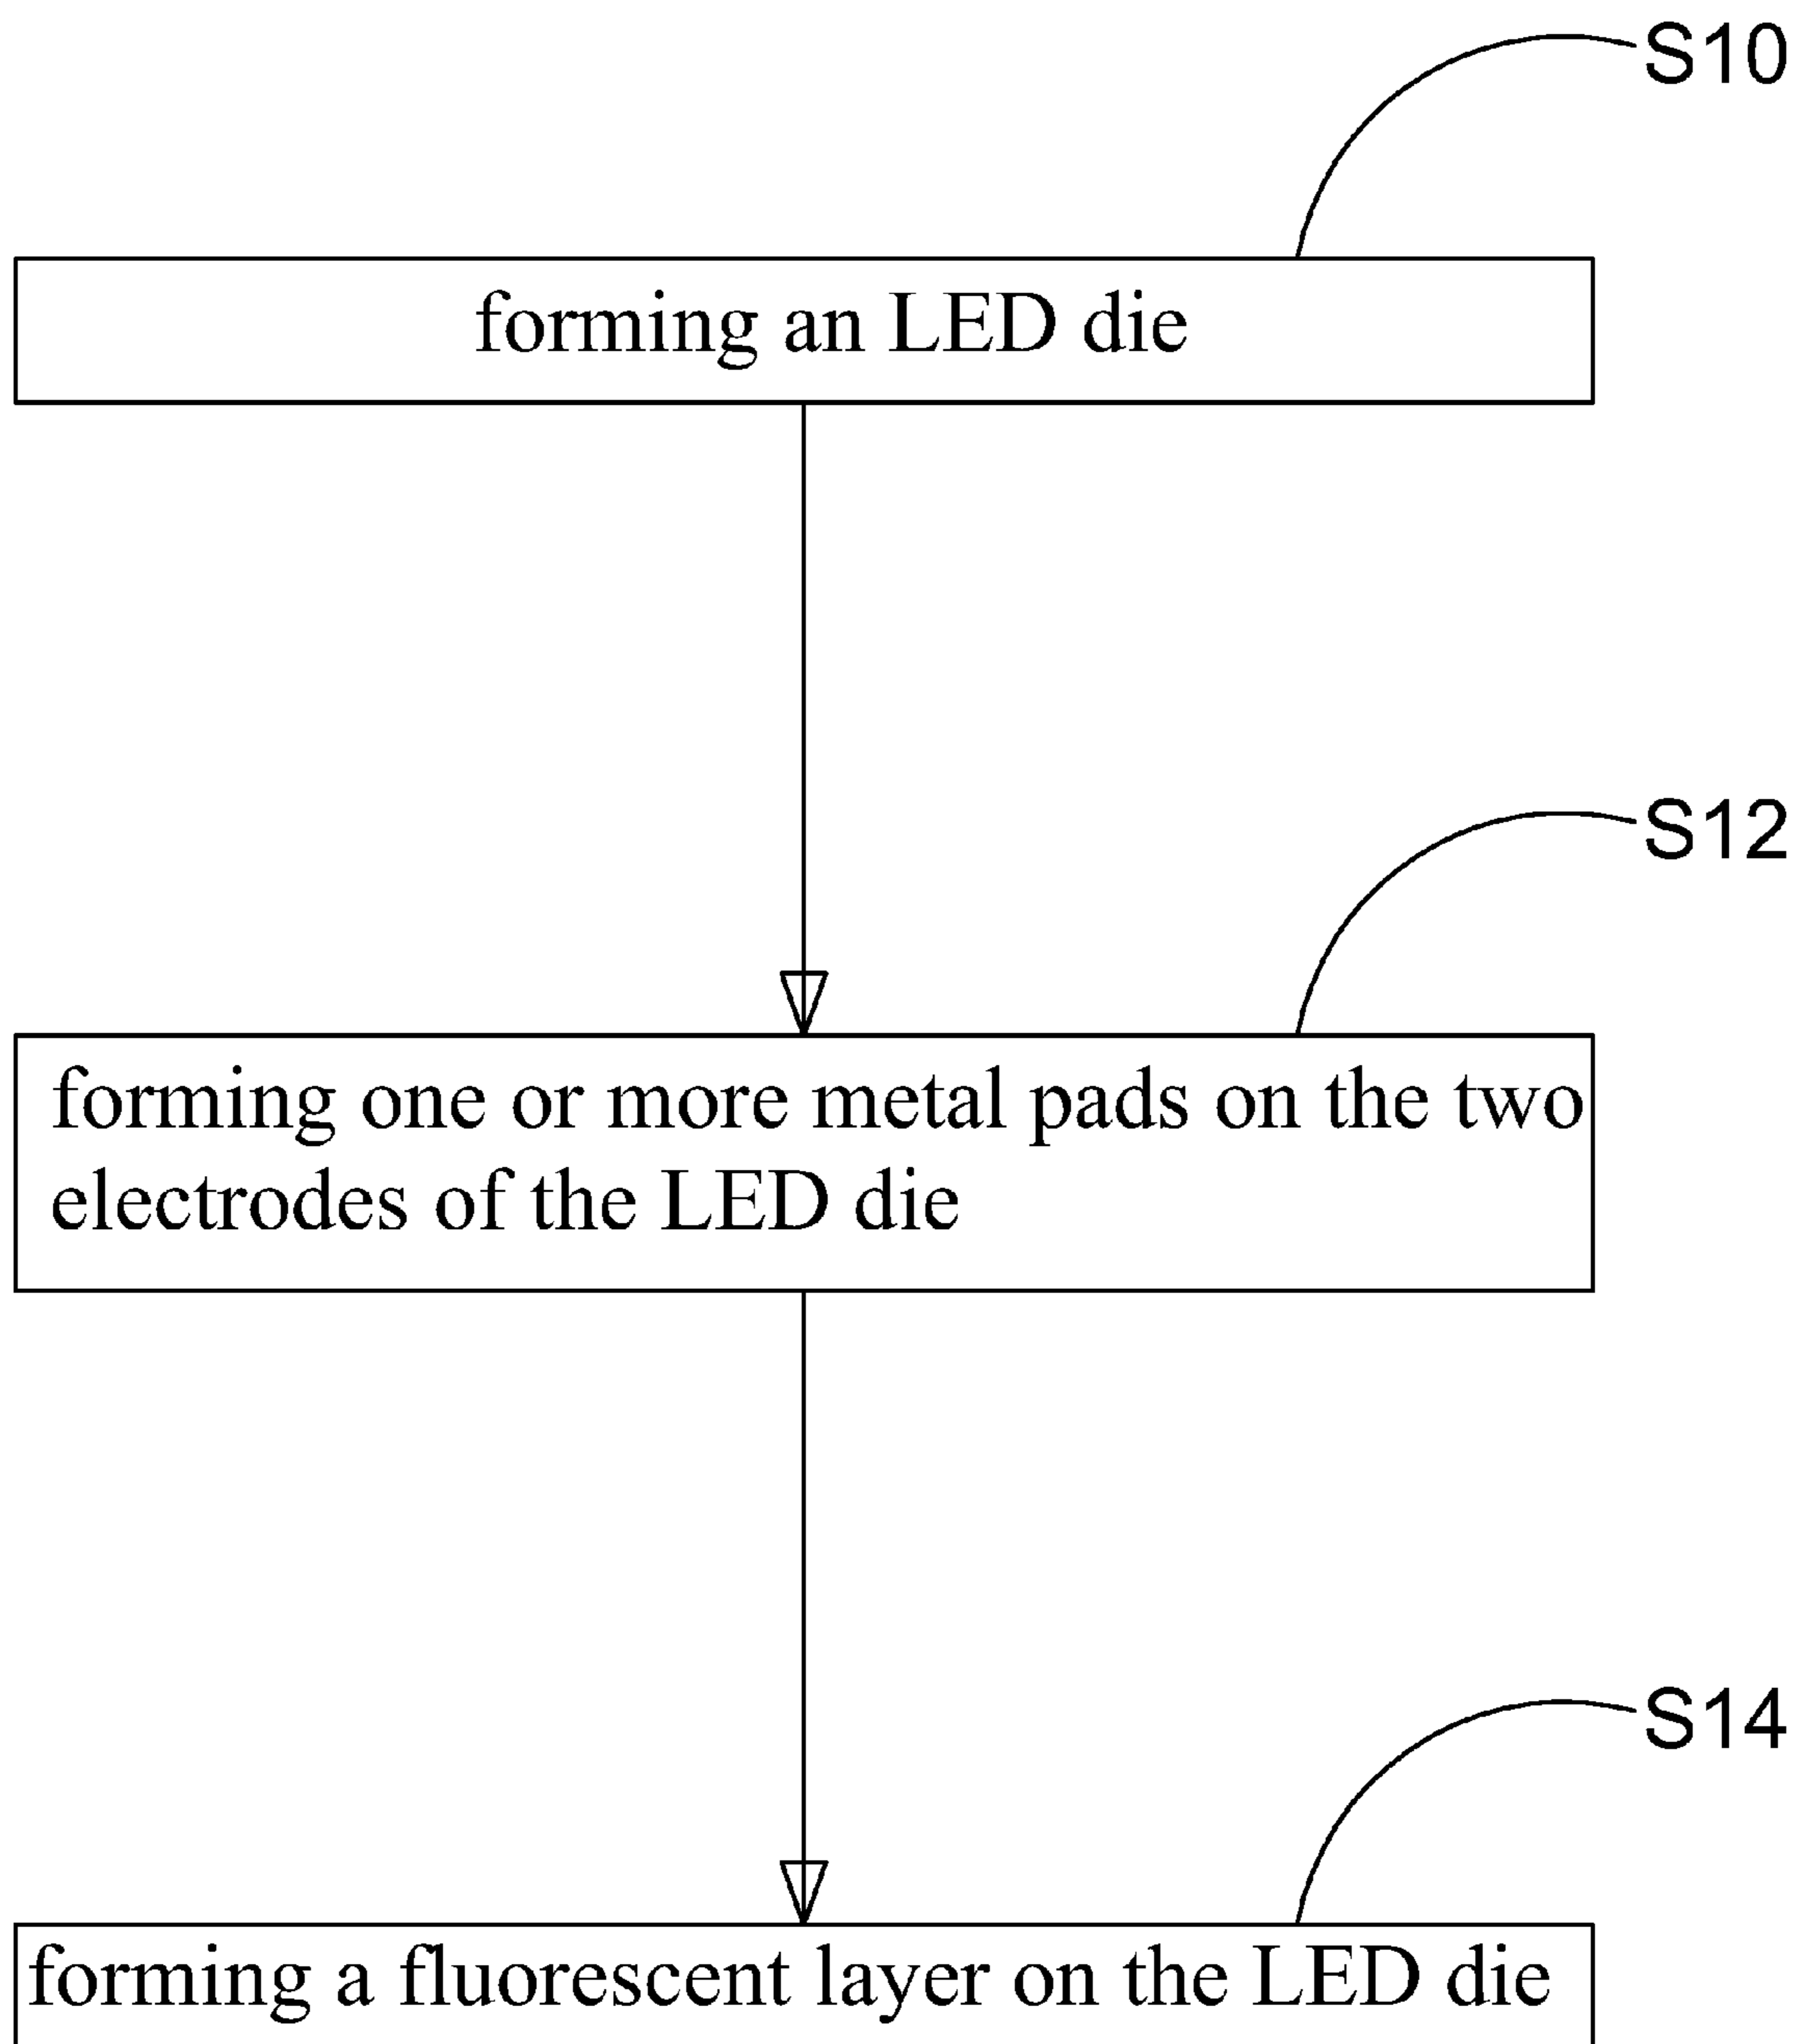 S10
forming an LED die
S12
forming one or more metal pads on the two
electrodes of the LED die
S14
forming a fluorescent layer on the LED die